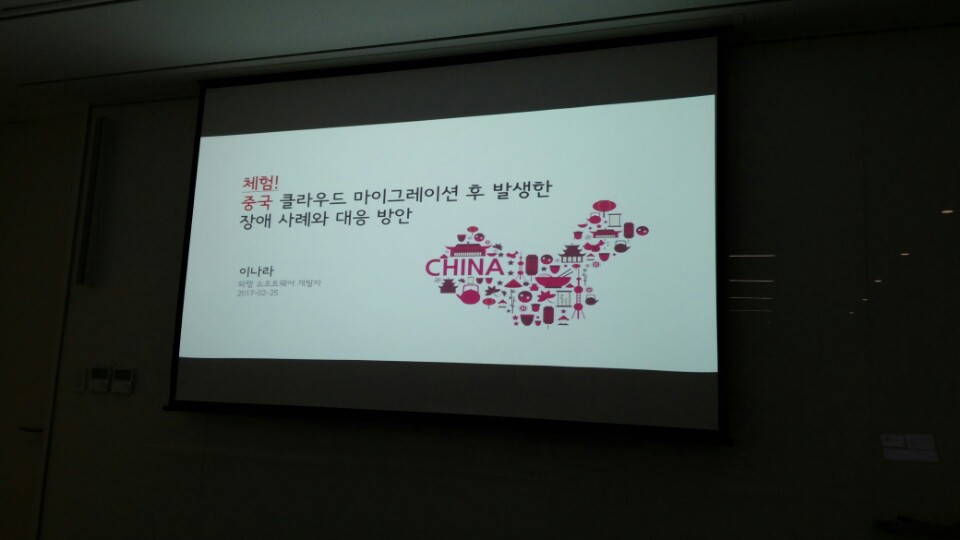 체험!
중국 클라우드 마이그레이션 후 발생한
장애 사례와 대응 방안
CHINA
이나라
와탭 소프트웨어 개발자
2017-02-25